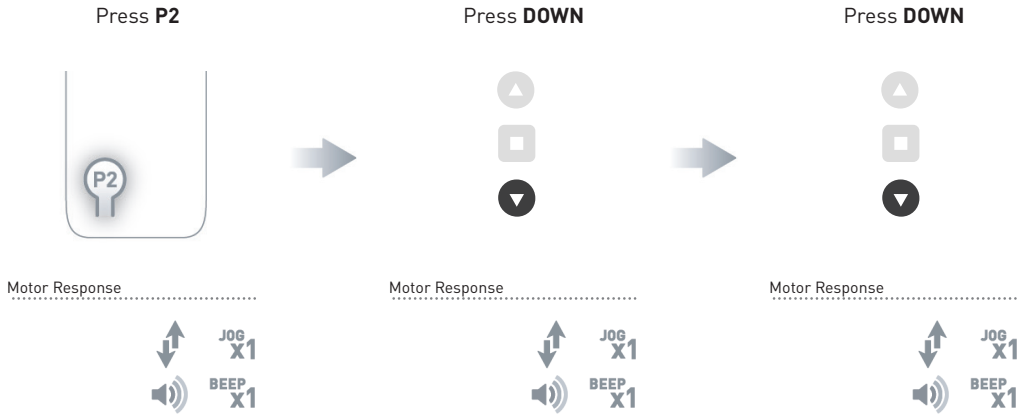 Press P2
Press DOWN
Press DOWN
P2
Motor Response
Motor Response
Motor Response
JOG
X1
BEEP
X1
JOG
X1
BEEP
X1
JOG
X1
BEEP
X1